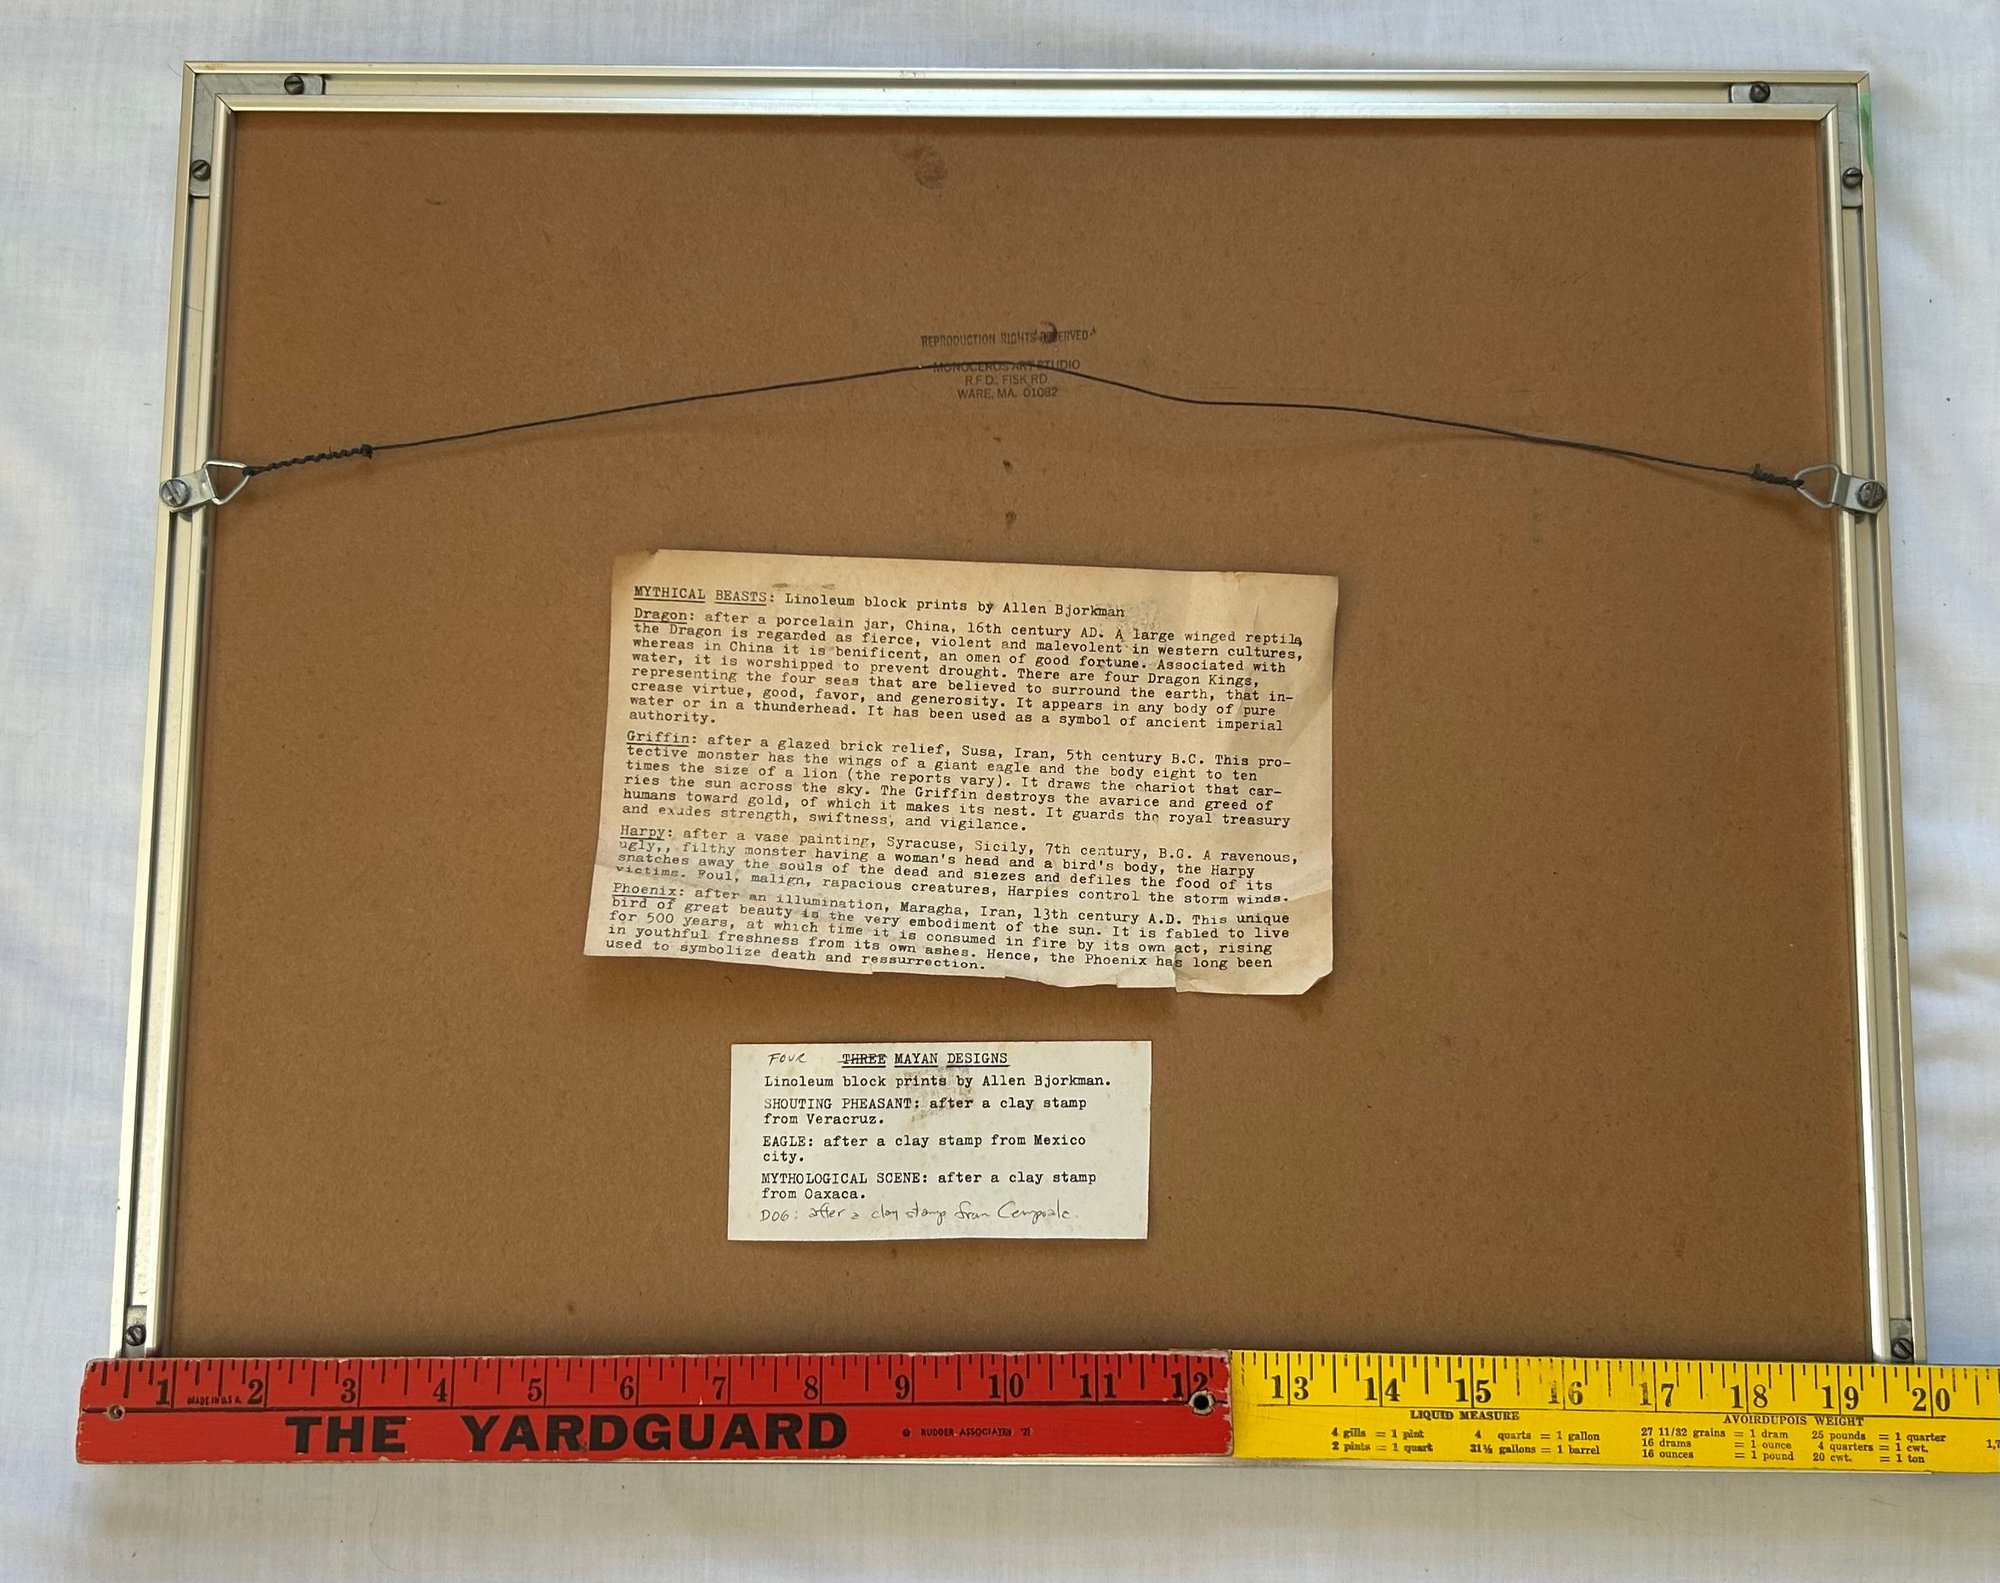 REPRODUCTION RIGHTS RESERVED
MONOCEROS ART STUDIO
R.F.D., FISK RD.
WARE, MA. 01082
MYTHICAL BEASTS: Linoleum block prints by Allen Bjorkman
Dragon: after a porcelain jar, China, 16th century AD. A large winged reptile
the Dragon is regarded as fierce, violent and malevolent in western cultures,
whereas in China it is benificent, an omen of good fortune. Associated with
water, it is worshipped to prevent drought. There are four Dragon Kings,
representing the four seas that are believed to surround the earth, that in-
crease virtue, good, favor, and generosity. It appears in any body of pure
water or in a thunderhead. It has been used as a symbol of ancient imperial
authority.
Griffin: after a glazed brick relief, Susa, Iran, 5th century B.C. This pro-
tective monster has the wings of a giant eagle and the body eight to ten
times the size of a lion (the reports vary). It draws the chariot that car-
ries the sun across the sky. The Griffin destroys the avarice and greed of
humans toward gold, of which it makes its nest. It guards the royal treasury
and exudes strength, swiftness, and vigilance.
Harpy: after a vase painting, Syracuse, Sicily, 7th century, B.C. A ravenous,
ugly,, filthy monster having a woman's head and a bird's body, the Harpy
snatches away the souls of the dead and siezes and defiles the food of its
victims. Foul, malign, rapacious creatures, Harpies control the storm winds.
Phoenix: after an illumination, Maragha, Iran, 13th century A.D. This unique
bird of great beauty is the very embodiment of the sun. It is fabled to live
for 500 years, at which time it is consumed in fire by its own act, rising
in youthful freshness from its own ashes. Hence, the Phoenix has long been
used to symbolize death and ressurrection.
FOUR THREE MAYAN DESIGNS
Linoleum block prints by Allen Bjorkman.
SHOUTING PHEASANT: after a clay stamp
from Veracruz.
EAGLE: after a clay stamp from Mexico
city.
MYTHOLOGICAL SCENE: after a clay stamp
from Oaxaca.
DOG: after a clay stamp from Cempoala.
1 2 3 4 5 6 7 8 9 10 11 12 13 14 15 16 17 18 19 20
MADE IN U.S.A.
THE YARDGUARD
© RUDDER ASSOCIATES '71
LIQUID MEASURE
4 gills = 1 pint 4 quarts = 1 gallon
2 pints = 1 quart 31½ gallons = 1 barrel
AVOIRDUPOIS WEIGHT
27 11/32 grains = 1 dram 25 pounds = 1 quarter
16 drams = 1 ounce 4 quarters = 1 cwt.
16 ounces = 1 pound 20 cwt. = 1 ton